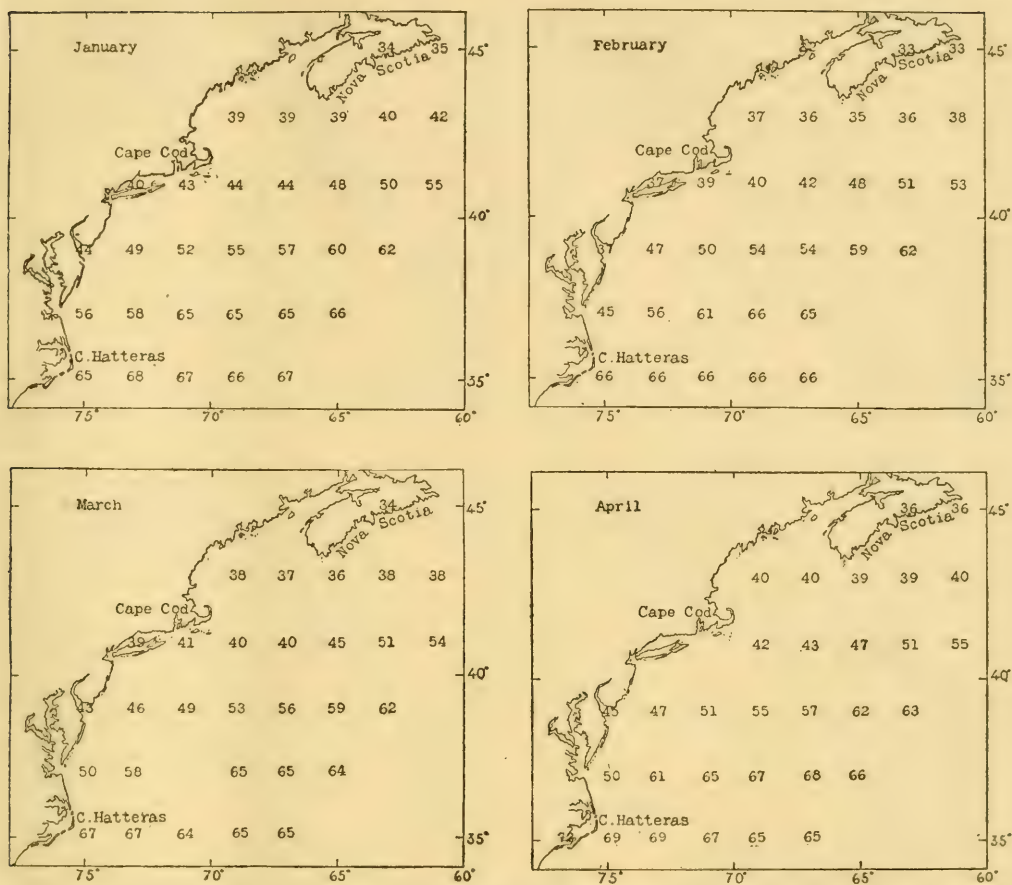 January
34 35
45°
Nova Scotia
39 39 39 40 42
Cape Cod
40 43 44 44 48 50 55
40°
44 49 52 55 57 60 62
56 58 65 65 65 66
C.Hatteras
65 68 67 66 67
35°
75° 70° 65° 60°
February
33 33
45°
Nova Scotia
37 36 35 36 38
Cape Cod
37 39 40 42 48 51 53
40°
37 47 50 54 54 59 62
45 56 61 66 65
C.Hatteras
66 66 66 66 66
35°
75° 70° 65° 60°
March
34
45°
Nova Scotia
38 37 36 38 38
Cape Cod
39 41 40 40 45 51 54
40°
43 46 49 53 56 59 62
50 58 65 65 64
C.Hatteras
67 67 64 65 65
35°
75° 70° 65° 60°
April
36 36
45°
Nova Scotia
40 40 39 39 40
Cape Cod
42 43 47 51 55
40°
45 47 51 55 57 62 63
50 61 65 67 68 66
C.Hatteras
72 69 69 67 65 65
35°
75° 70° 65° 60°